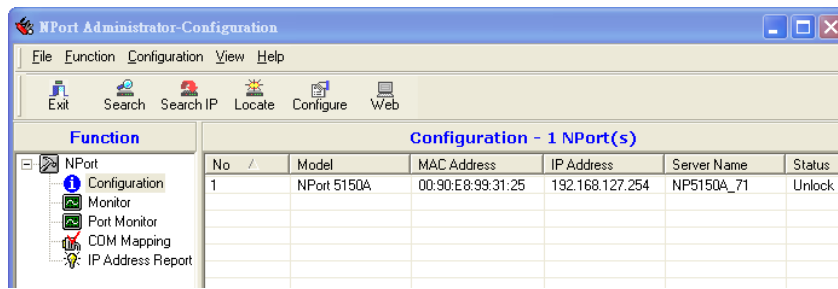 NPort Administrator-Configuration
File Function Configuration View Help
Exit Search Search IP Locate Configure Web
Function
Configuration - 1 NPort(s)
NPort
Configuration
Monitor
Port Monitor
COM Mapping
IP Address Report
No Model MAC Address IP Address Server Name Status
1 NPort 5150A 00:90:E8:99:31:25 192.168.127.254 NP5150A_71 Unlock